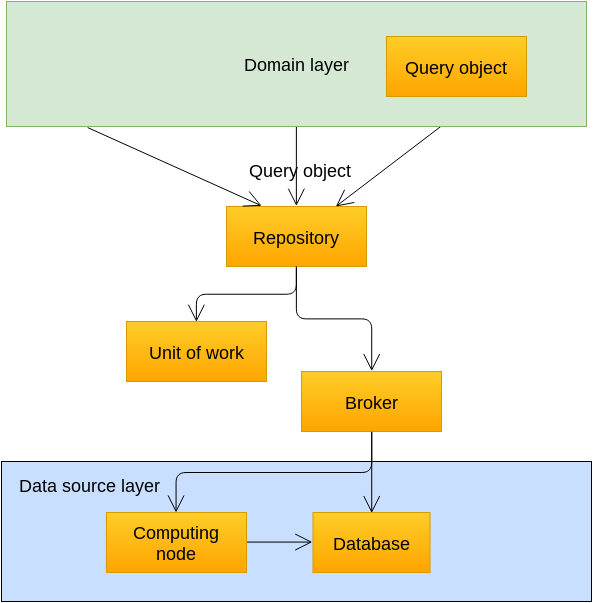 Domain layer
Query object
Query object
Repository
Unit of work
Broker
Data source layer
Computing
node
Database